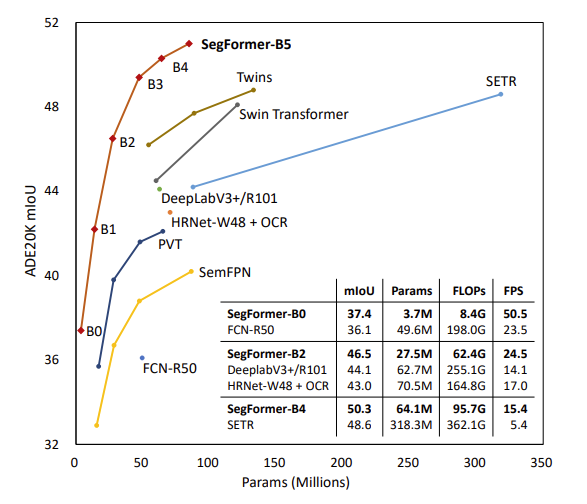 52
48
44
40
36
32
ADE20K mIoU
SegFormer-B5
B4
B3
B2
B1
B0
Twins
Swin Transformer
SETR
DeepLabV3+/R101
HRNet-W48 + OCR
PVT
SemFPN
FCN-R50
mIoU Params FLOPs FPS
SegFormer-B0 37.4 3.7M 8.4G 50.5
FCN-R50 36.1 49.6M 198.0G 23.5
SegFormer-B2 46.5 27.5M 62.4G 24.5
DeeplabV3+/R101 44.1 62.7M 255.1G 14.1
HRNet-W48 + OCR 43.0 70.5M 164.8G 17.0
SegFormer-B4 50.3 64.1M 95.7G 15.4
SETR 48.6 318.3M 362.1G 5.4
0 50 100 150 200 250 300 350
Params (Millions)